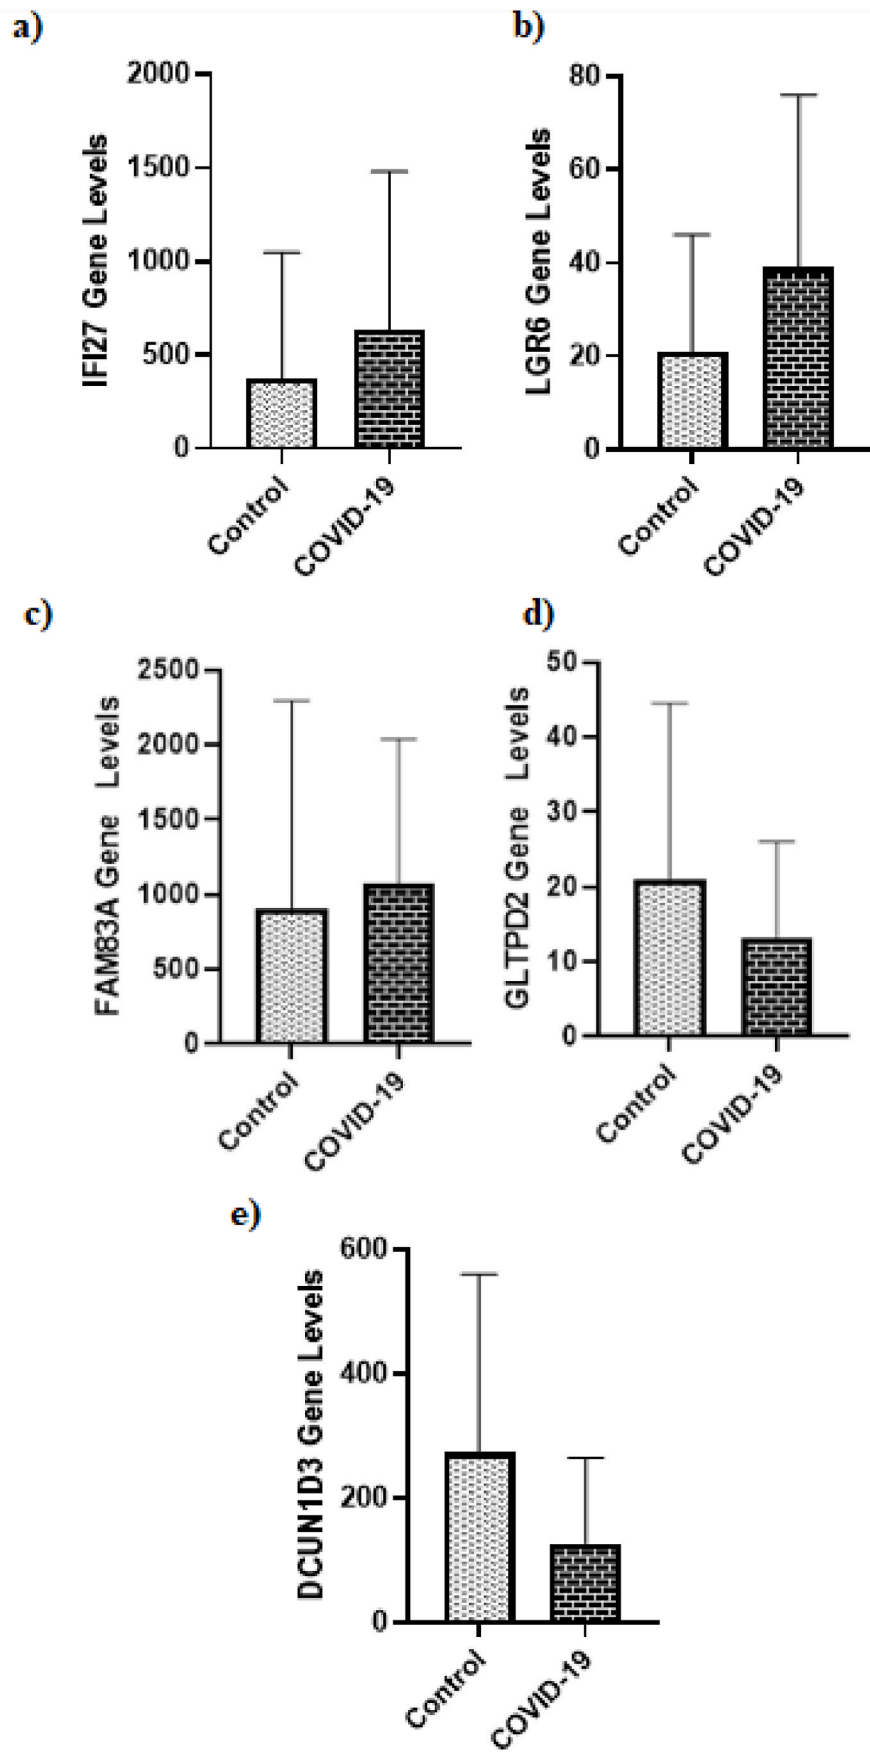 a)
IFI27 Gene Levels
2000
1500
1000
500
0
Control
COVID-19
b)
LGR6 Gene Levels
80
60
40
20
0
Control
COVID-19
c)
FAM83A Gene Levels
2500
2000
1500
1000
500
0
Control
COVID-19
d)
GLTPD2 Gene Levels
50
40
30
20
10
0
Control
COVID-19
e)
DCUN1D3 Gene Levels
600
400
200
0
Control
COVID-19